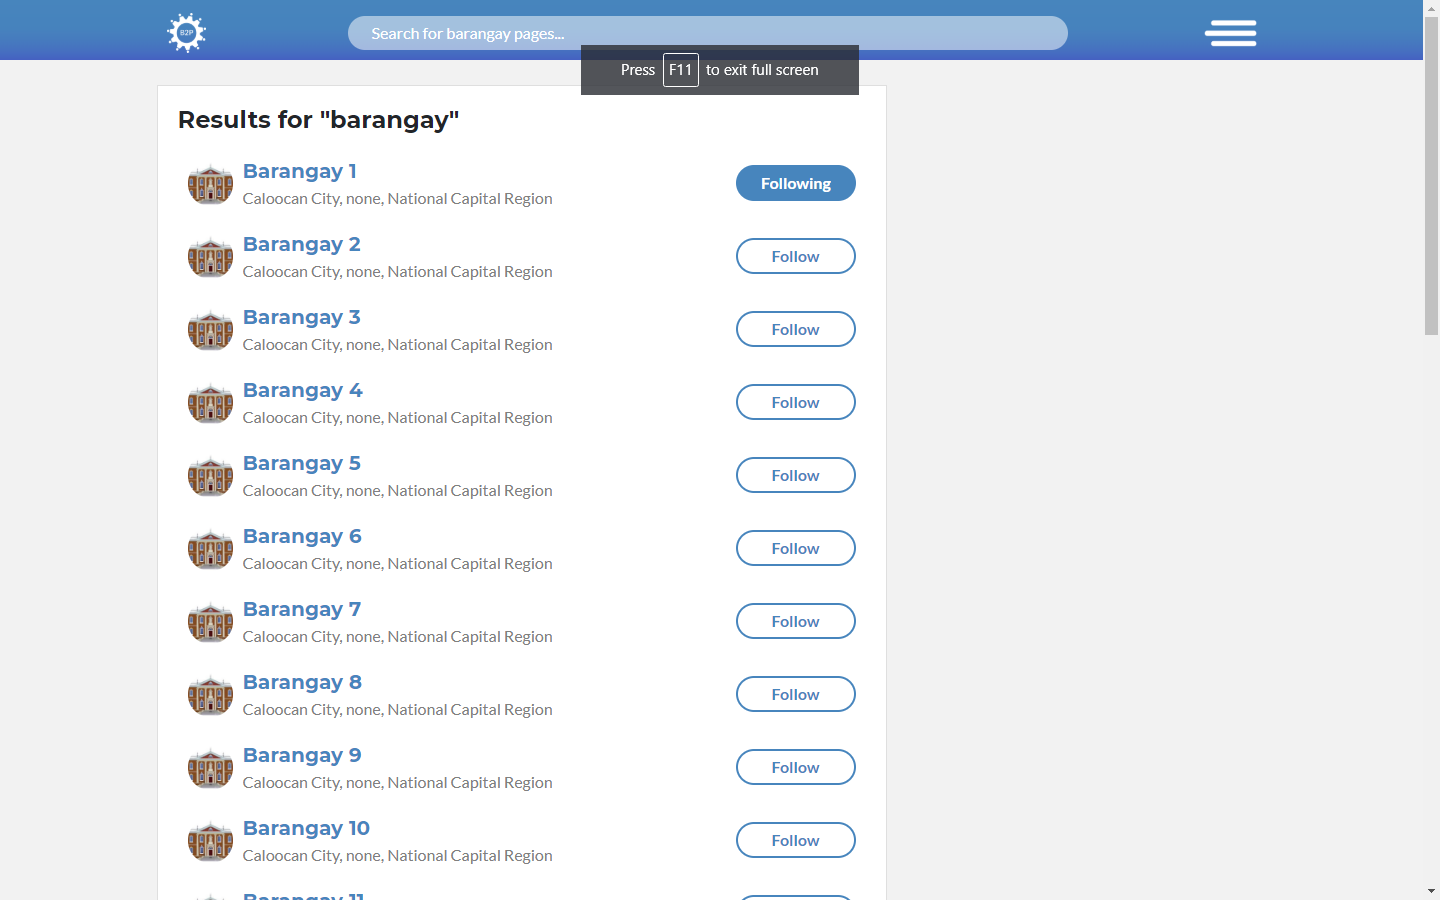 B2P
Search for barangay pages...
Press F11 to exit full screen
Results for "barangay"
Barangay 1
Caloocan City, none, National Capital Region
Following
Barangay 2
Caloocan City, none, National Capital Region
Follow
Barangay 3
Caloocan City, none, National Capital Region
Follow
Barangay 4
Caloocan City, none, National Capital Region
Follow
Barangay 5
Caloocan City, none, National Capital Region
Follow
Barangay 6
Caloocan City, none, National Capital Region
Follow
Barangay 7
Caloocan City, none, National Capital Region
Follow
Barangay 8
Caloocan City, none, National Capital Region
Follow
Barangay 9
Caloocan City, none, National Capital Region
Follow
Barangay 10
Caloocan City, none, National Capital Region
Follow
Barangay 11